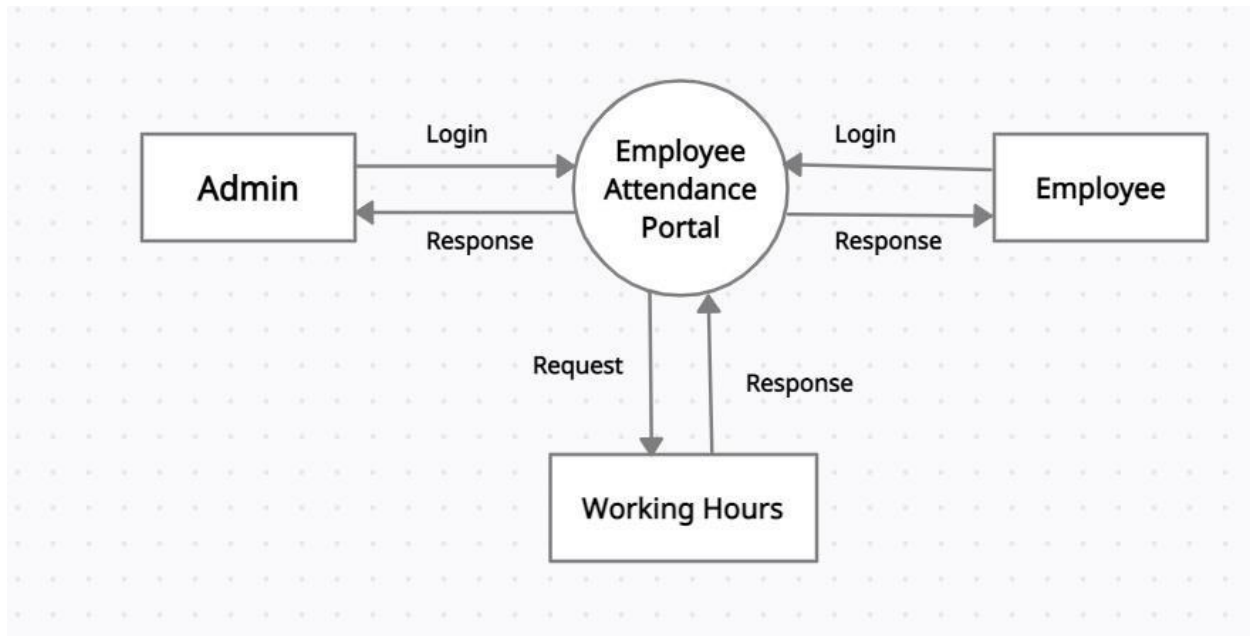 Login
Login
Admin
Employee
Attendance
Portal
Employee
Response
Response
Request
Response
Working Hours